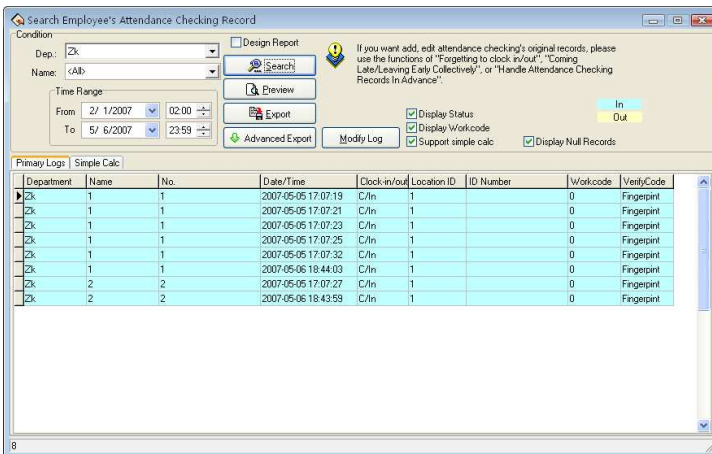 Search Employee's Attendance Checking Record
Condition
Dep.: Zk
Name: <All>
Time Range
From 2/ 1/2007 02:00
To 5/ 6/2007 23:59
Design Report
Search
Preview
Export
Advanced Export
Modify Log
If you want add, edit attendance checking's original records, please
use the functions of "Forgetting to clock in/out", "Coming
Late/Leaving Early Collectively", or "Handle Attendance Checking
Records In Advance".
In
Out
Display Status
Display Workcode
Support simple calc
Display Null Records
Primary Logs Simple Calc
Department Name No. Date/Time Clock-in/out Location ID ID Number Workcode VerifyCode
Zk 1 1 2007-05-05 17:07:19 C/In 1 0 Fingerpint
Zk 1 1 2007-05-05 17:07:21 C/In 1 0 Fingerpint
Zk 1 1 2007-05-05 17:07:23 C/In 1 0 Fingerpint
Zk 1 1 2007-05-05 17:07:25 C/In 1 0 Fingerpint
Zk 1 1 2007-05-05 17:07:32 C/In 1 0 Fingerpint
Zk 1 1 2007-05-06 18:44:03 C/In 1 0 Fingerpint
Zk 2 2 2007-05-05 17:07:27 C/In 1 0 Fingerpint
Zk 2 2 2007-05-06 18:43:59 C/In 1 0 Fingerpint
8